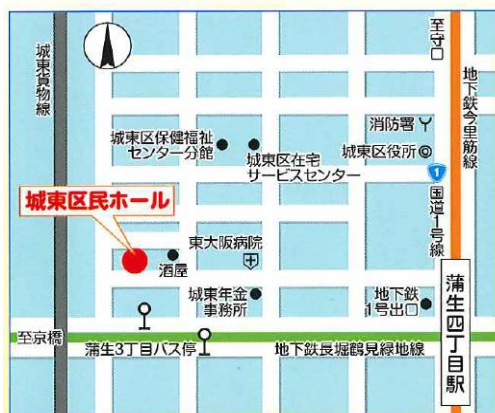 城東貨物線
至守口
地下鉄今里筋線
消防署
城東区役所
1
国道1号線
城東区保健福祉
センター分館
城東区在宅
サービスセンター
城東区民ホール
酒屋
東大阪病院
城東年金
事務所
地下鉄
1号出口
蒲生四丁目駅
至京橋
蒲生3丁目バス停
地下鉄長堀鶴見緑地線